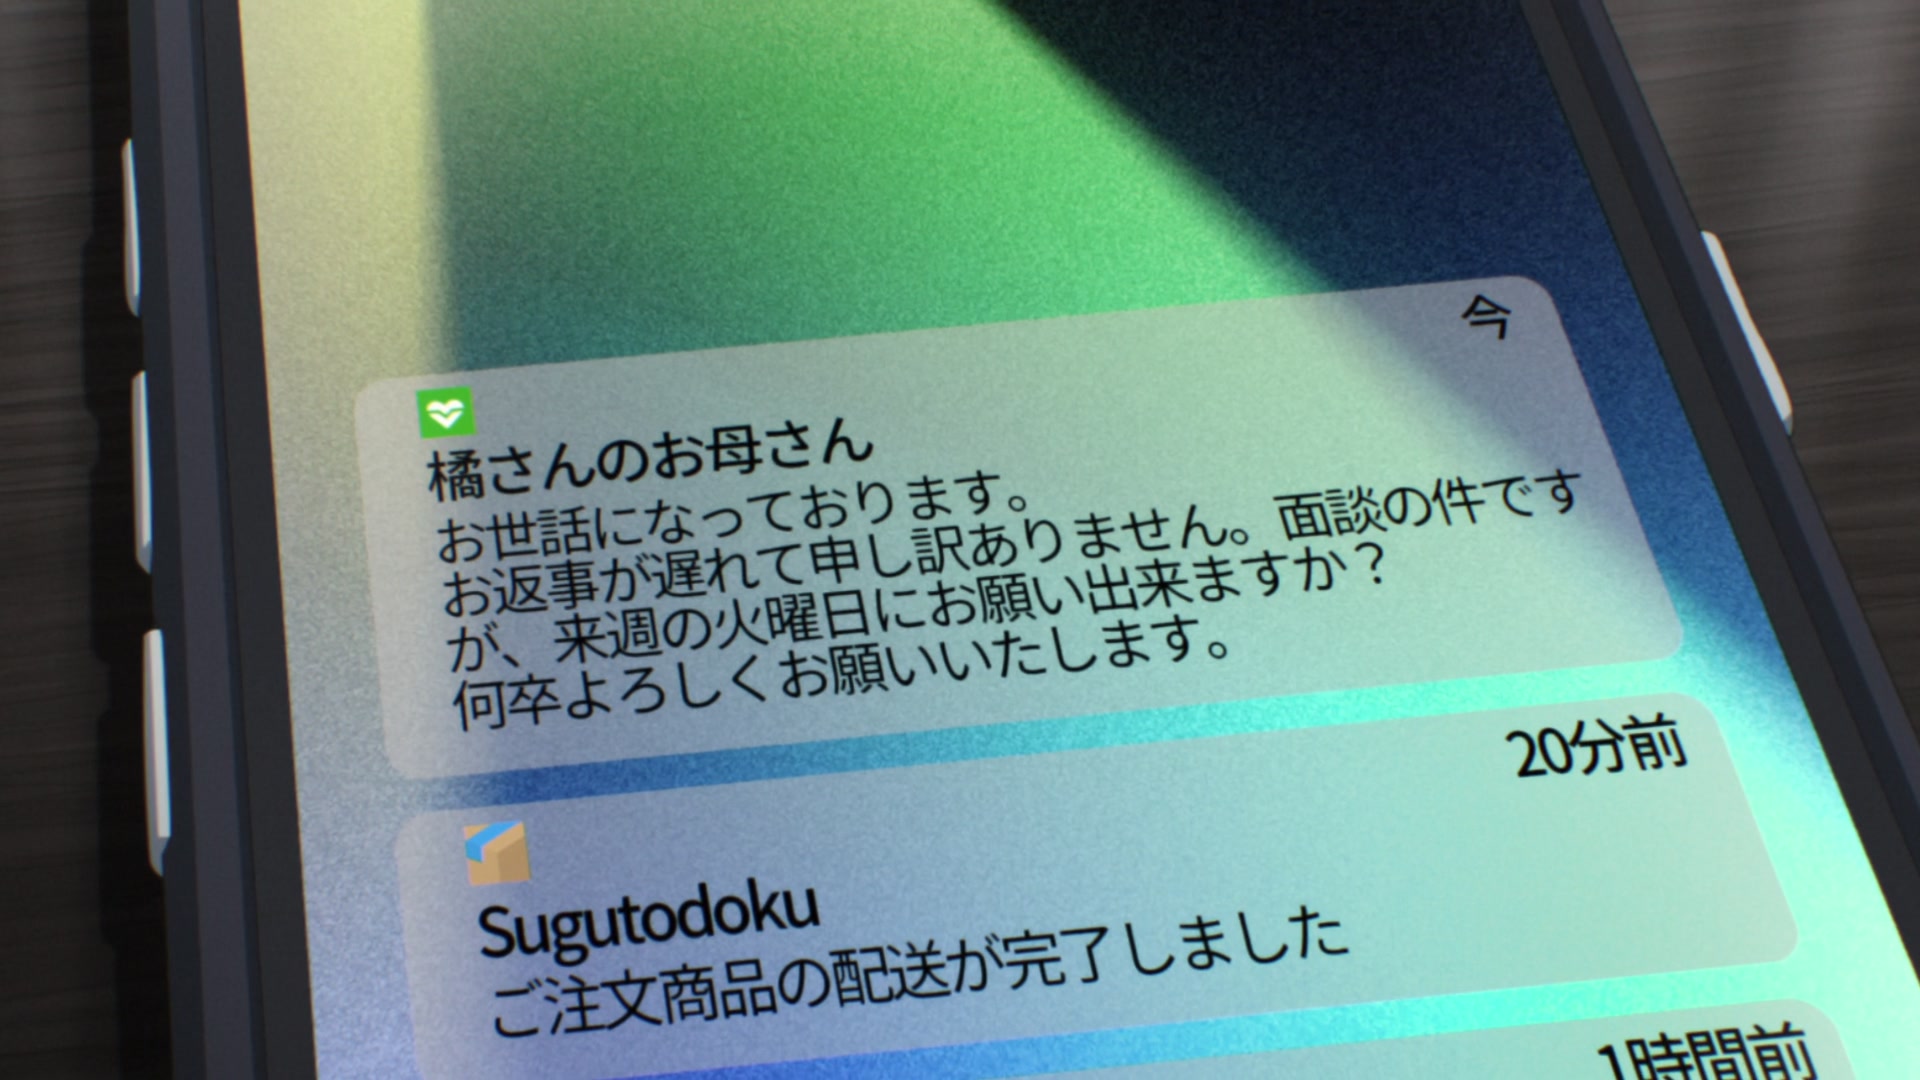 今
橘さんのお母さん
お世話になっております。
お返事が遅れて申し訳ありません。面談の件です
が、来週の火曜日にお願い出来ますか？
何卒よろしくお願いいたします。
20分前
Sugutodoku
ご注文商品の配送が完了しました
1時間前